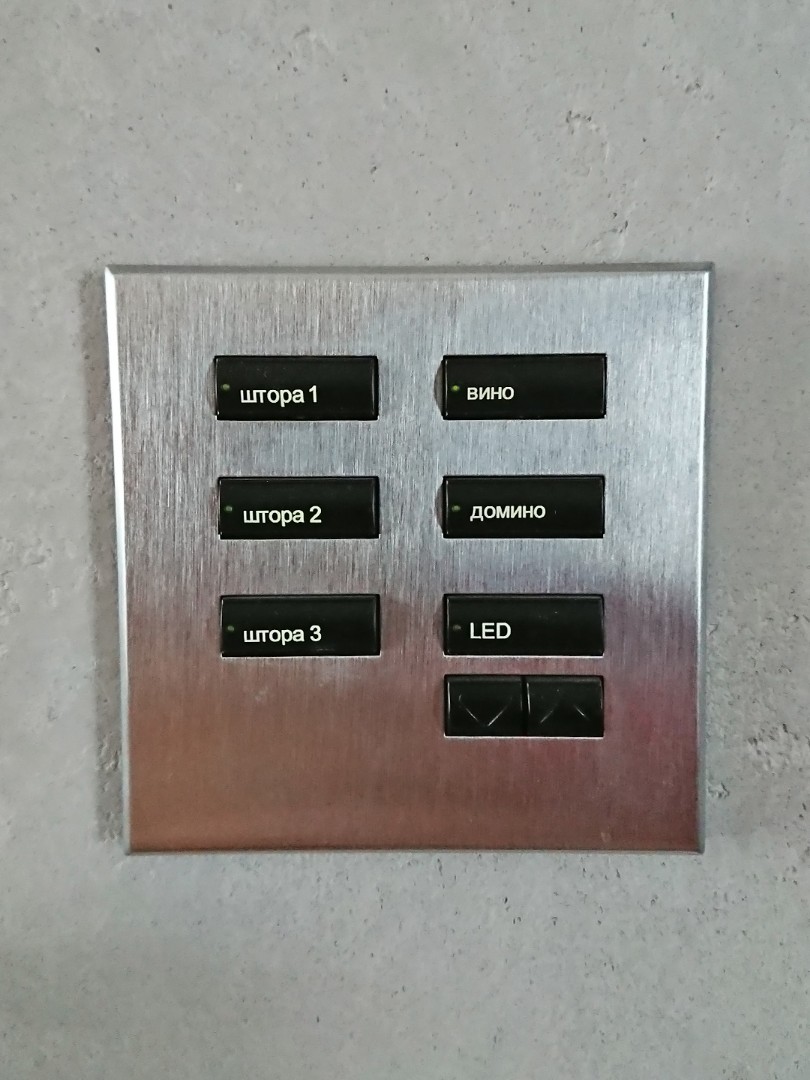 штора 1
штора 2
штора 3
вино
домино
LED